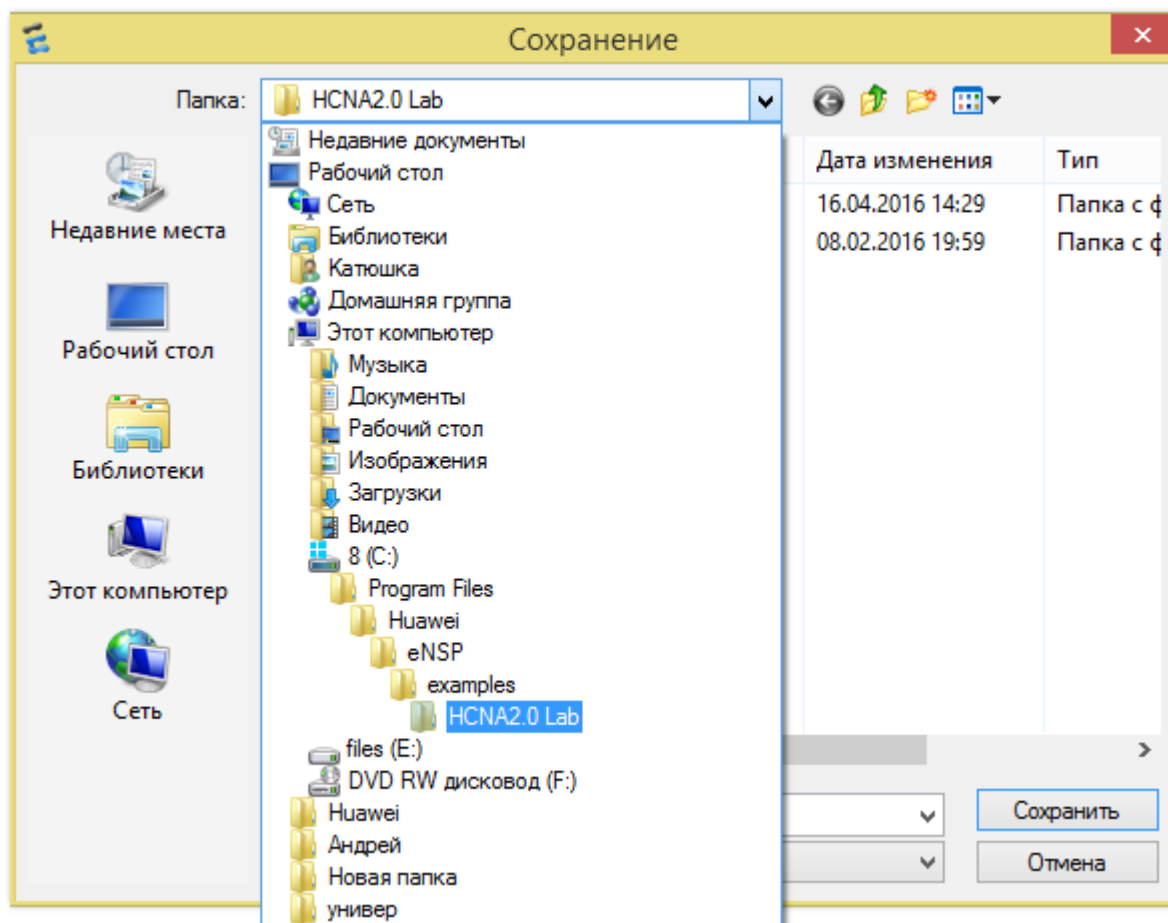 Сохранение
Папка:
HCNA2.0 Lab
Недавние документы
Рабочий стол
Сеть
Библиотеки
Катюшка
Домашняя группа
Этот компьютер
Музыка
Документы
Рабочий стол
Изображения
Загрузки
Видео
8 (C:)
Program Files
Huawei
eNSP
examples
HCNA2.0 Lab
files (E:)
DVD RW дисковод (F:)
Huawei
Андрей
Новая папка
универ
Недавние места
Рабочий стол
Библиотеки
Этот компьютер
Сеть
Дата изменения Тип
16.04.2016 14:29 Папка с ф
08.02.2016 19:59 Папка с ф
Сохранить
Отмена